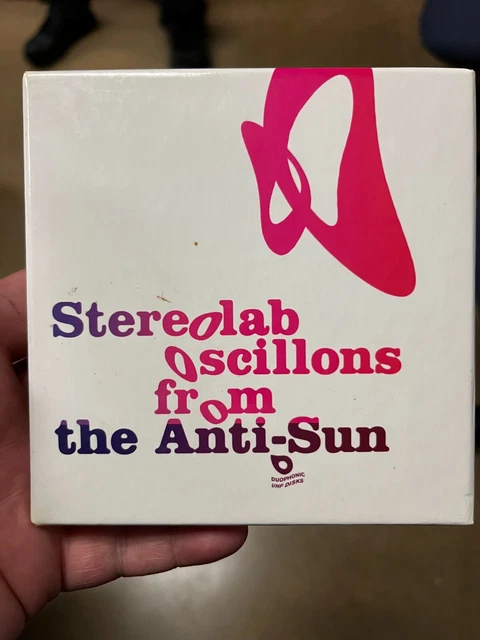 Stereolab
Oscillons
from
the Anti-Sun
DUOPHONIC
UHF DISKS